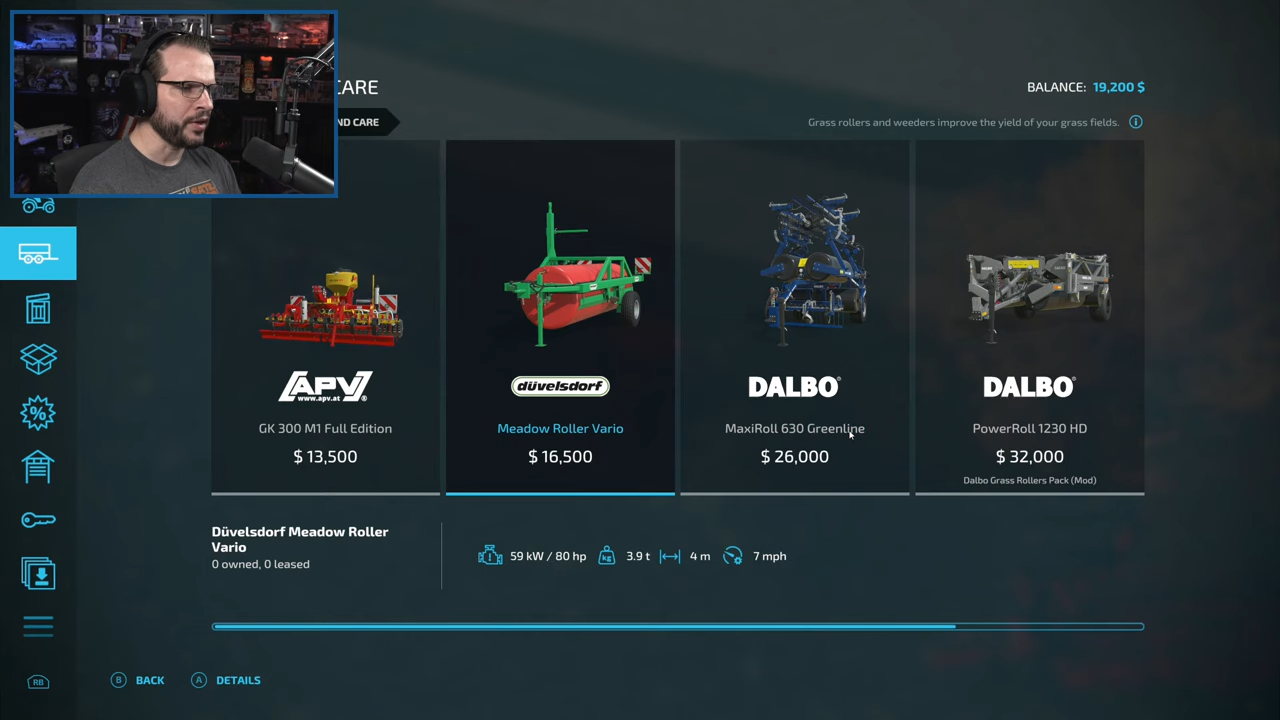 CARE
BALANCE: 19,200 $
ND CARE
Grass rollers and weeders improve the yield of your grass fields.
APV
www.apv.at
GK 300 M1 Full Edition
$ 13,500
düvelsdorf
Meadow Roller Vario
$ 16,500
DALBO
MaxiRoll 630 Greenline
$ 26,000
DALBO
PowerRoll 1230 HD
$ 32,000
Dalbo Grass Rollers Pack (Mod)
Düvelsdorf Meadow Roller
Vario
0 owned, 0 leased
59 kW / 80 hp
kg
3.9 t
4 m
7 mph
RB
B BACK
A DETAILS